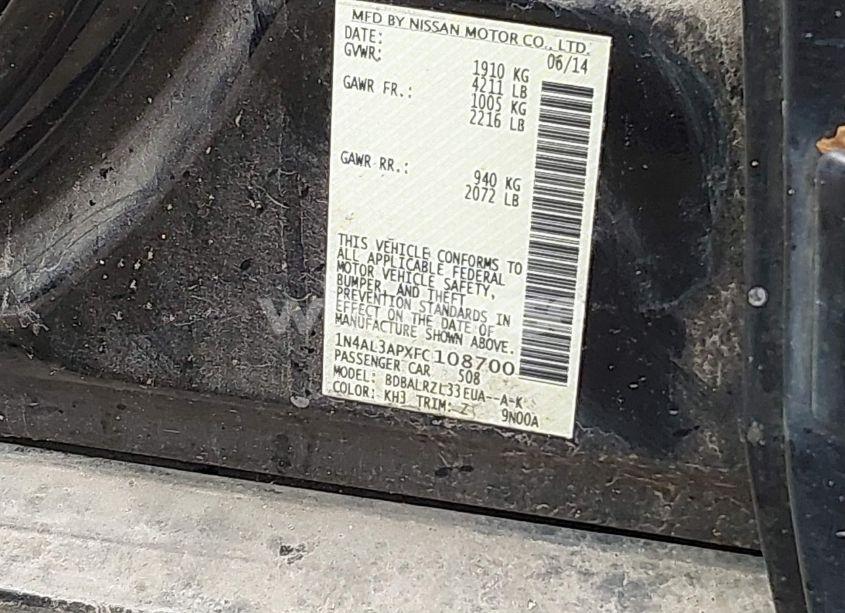 MFD BY NISSAN MOTOR CO., LTD.
DATE: 06/14
GVWR: 1910 KG
4211 LB
GAWR FR.: 1005 KG
2216 LB
GAWR RR.: 940 KG
2072 LB
THIS VEHICLE CONFORMS TO
ALL APPLICABLE FEDERAL
MOTOR VEHICLE SAFETY,
BUMPER, AND THEFT
PREVENTION STANDARDS IN
EFFECT ON THE DATE OF
MANUFACTURE SHOWN ABOVE.
1N4AL3APXFC108700
PASSENGER CAR 508
MODEL: BDBALRZL33EUA--A-K
COLOR: KH3 TRIM: Z 9N00A